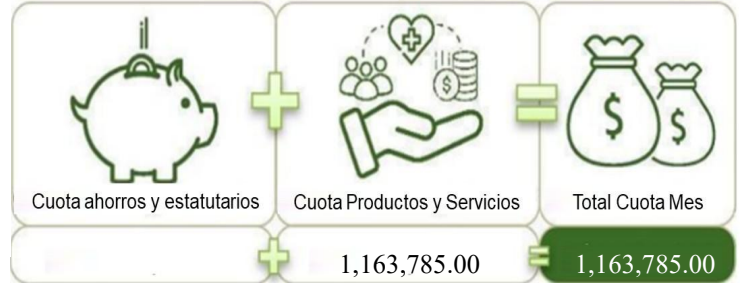 $
$ $
Cuota ahorros y estatutarios Cuota Productos y Servicios Total Cuota Mes
+ 1,163,785.00 = 1,163,785.00